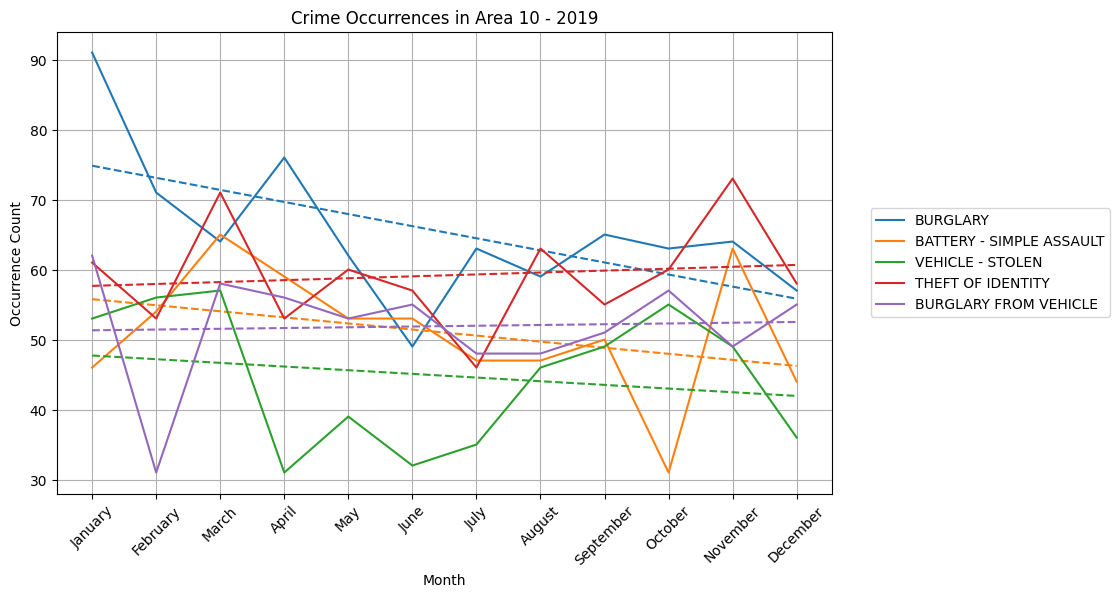 Crime Occurrences in Area 10 - 2019
Occurrence Count
90
80
70
60
50
40
30
January
February
March
April
May
June
July
August
September
October
November
December
Month
BURGLARY
BATTERY - SIMPLE ASSAULT
VEHICLE - STOLEN
THEFT OF IDENTITY
BURGLARY FROM VEHICLE